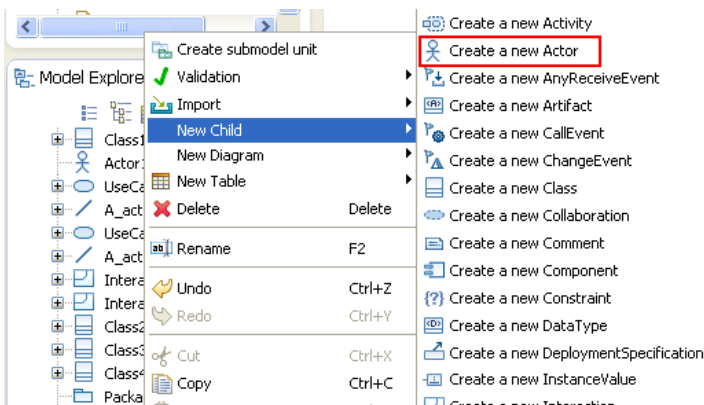 Model Explore
Class1
Actor1
UseCa
A_act
UseCa
A_act
Intera
Intera
Class2
Class3
Class4
Packa
Create submodel unit
Validation
Import
New Child
New Diagram
New Table
Delete Delete
Rename F2
Undo Ctrl+Z
Redo Ctrl+Y
Cut Ctrl+X
Copy Ctrl+C
Create a new Activity
Create a new Actor
Create a new AnyReceiveEvent
Create a new Artifact
Create a new CallEvent
Create a new ChangeEvent
Create a new Class
Create a new Collaboration
Create a new Comment
Create a new Component
Create a new Constraint
Create a new DataType
Create a new DeploymentSpecification
Create a new InstanceValue
Create a new Interaction